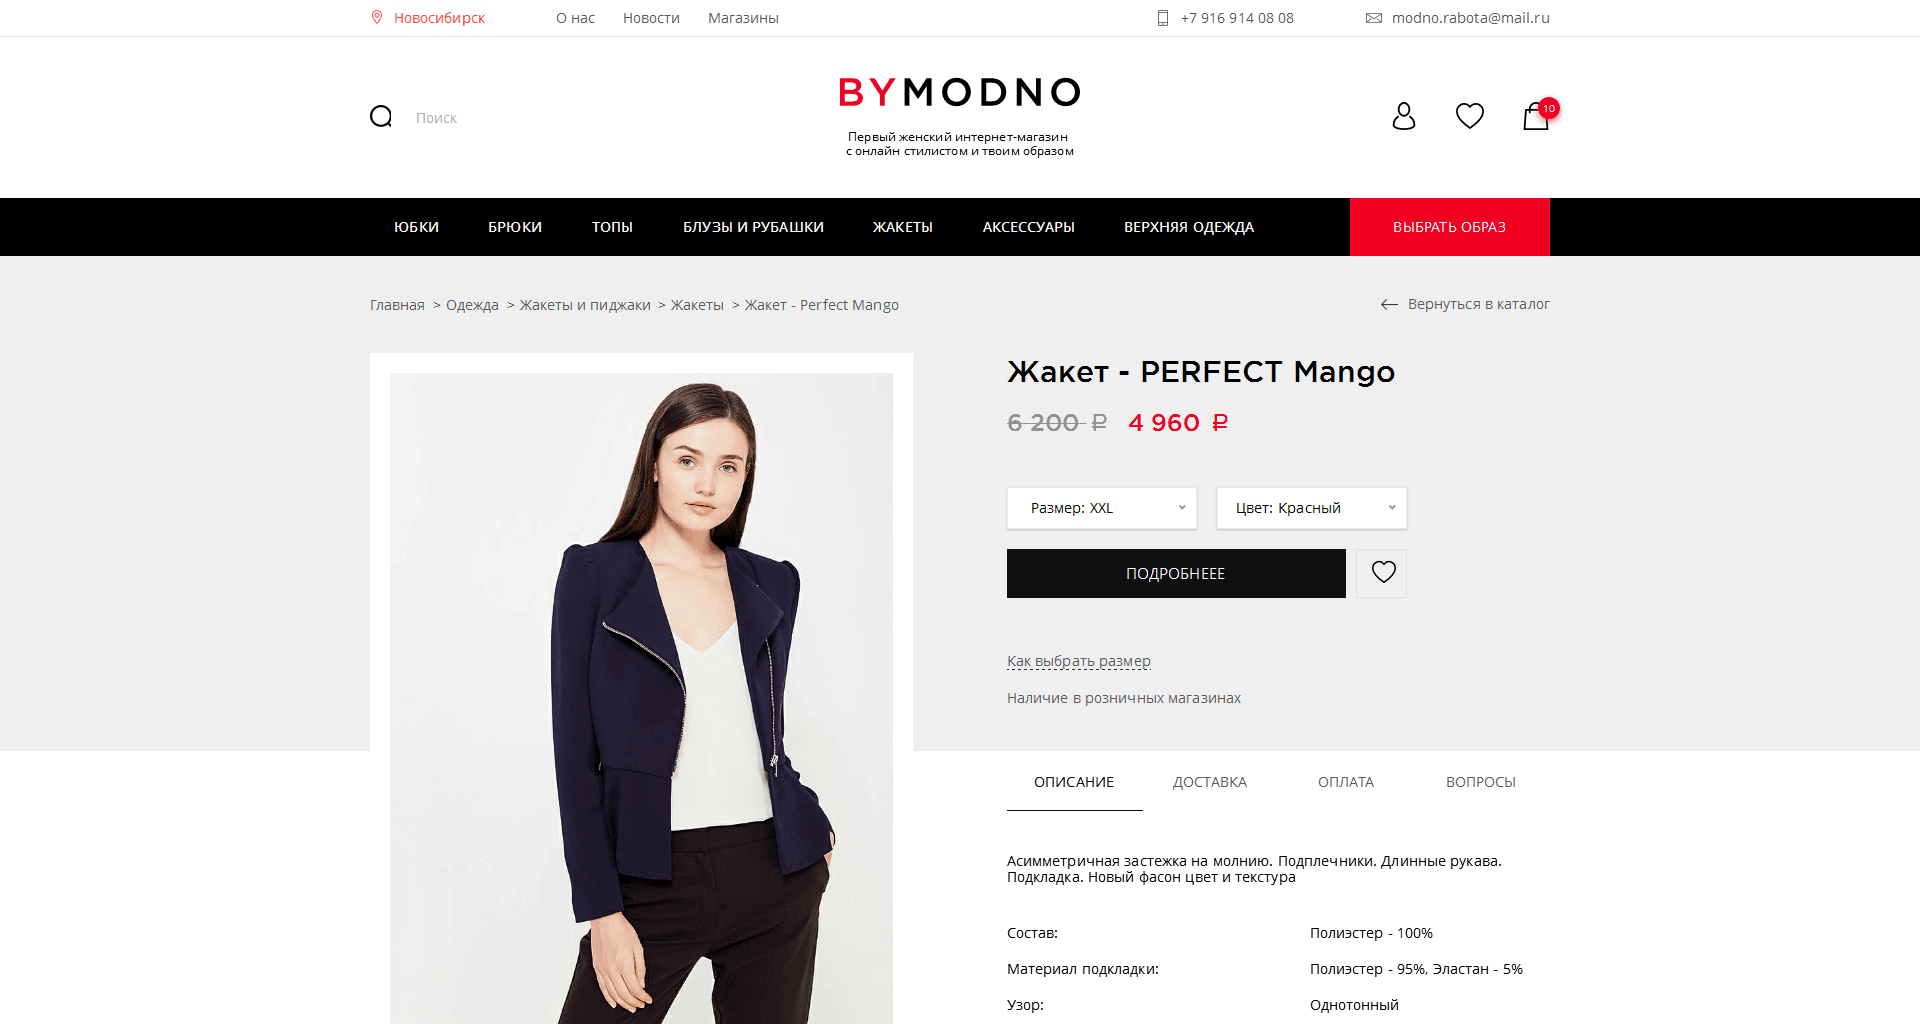 Новосибирск
О нас
Новости
Магазины
+7 916 914 08 08
modno.rabota@mail.ru
Поиск
BYMODNO
Первый женский интернет-магазин
с онлайн стилистом и твоим образом
10
ЮБКИ
БРЮКИ
ТОПЫ
БЛУЗЫ И РУБАШКИ
ЖАКЕТЫ
АКСЕССУАРЫ
ВЕРХНЯЯ ОДЕЖДА
ВЫБРАТЬ ОБРАЗ
Главная > Одежда > Жакеты и пиджаки > Жакеты > Жакет - Perfect Mango
Вернуться в каталог
Жакет - PERFECT Mango
6 200 ₽ 4 960 ₽
Размер: XXL
Цвет: Красный
ПОДРОБНЕЕЕ
Как выбрать размер
Наличие в розничных магазинах
ОПИСАНИЕ
ДОСТАВКА
ОПЛАТА
ВОПРОСЫ
Асимметричная застежка на молнию. Подплечники. Длинные рукава.
Подкладка. Новый фасон цвет и текстура
Состав: Полиэстер - 100%
Материал подкладки: Полиэстер - 95%, Эластан - 5%
Узор: Однотонный